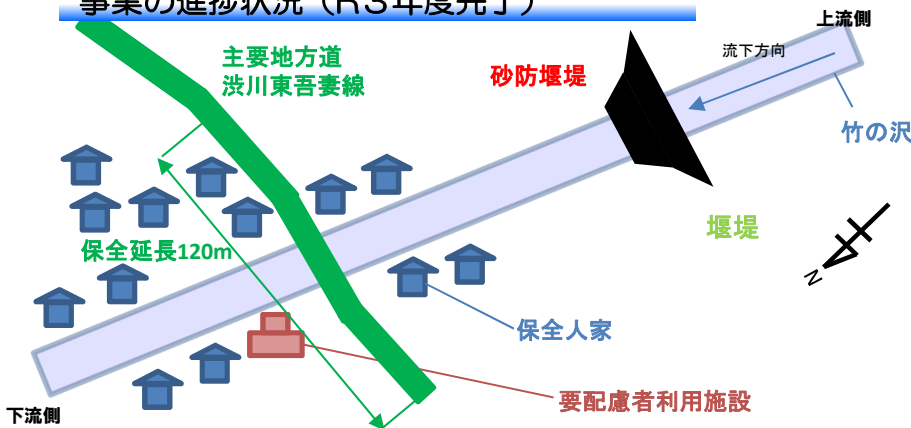 事業の進捗状況（R３年度完了）
上流側
主要地方道
渋川東吾妻線
流下方向
砂防堰堤
竹の沢
堰堤
保全延長120m
N
保全人家
要配慮者利用施設
下流側